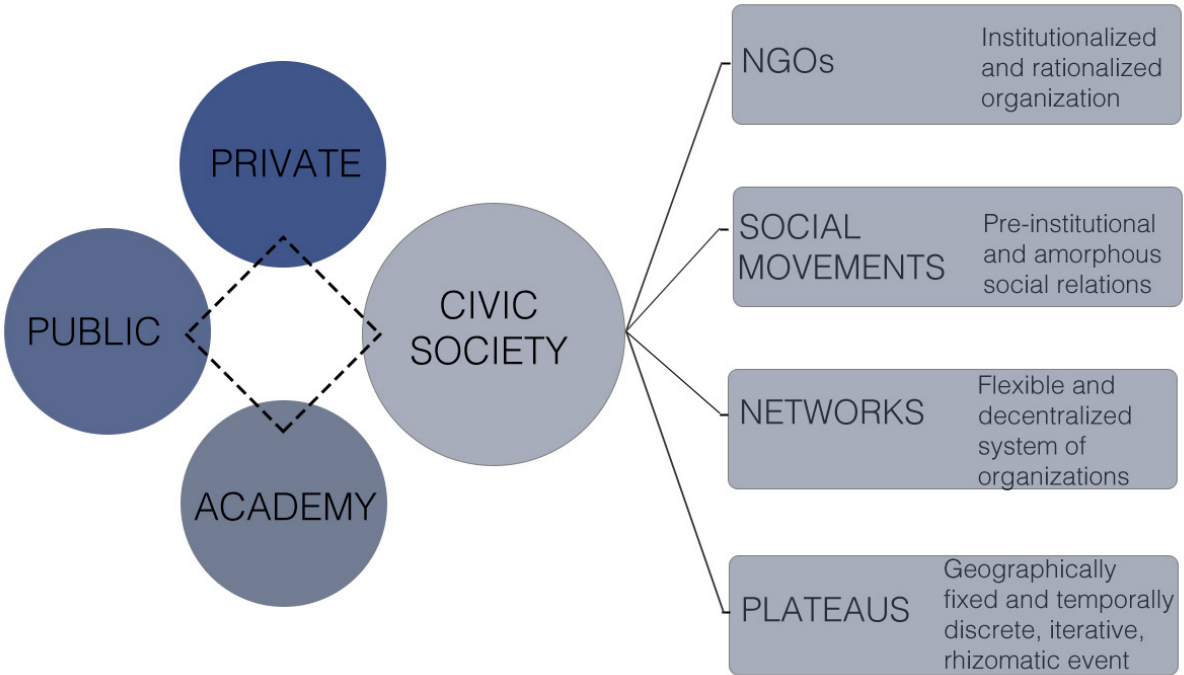 PRIVATE
PUBLIC
ACADEMY
CIVIC
SOCIETY
NGOs
Institutionalized
and rationalized
organization
SOCIAL
MOVEMENTS
Pre-institutional
and amorphous
social relations
NETWORKS
Flexible and
decentralized
system of
organizations
PLATEAUS
Geographically
fixed and temporally
discrete, iterative,
rhizomatic event